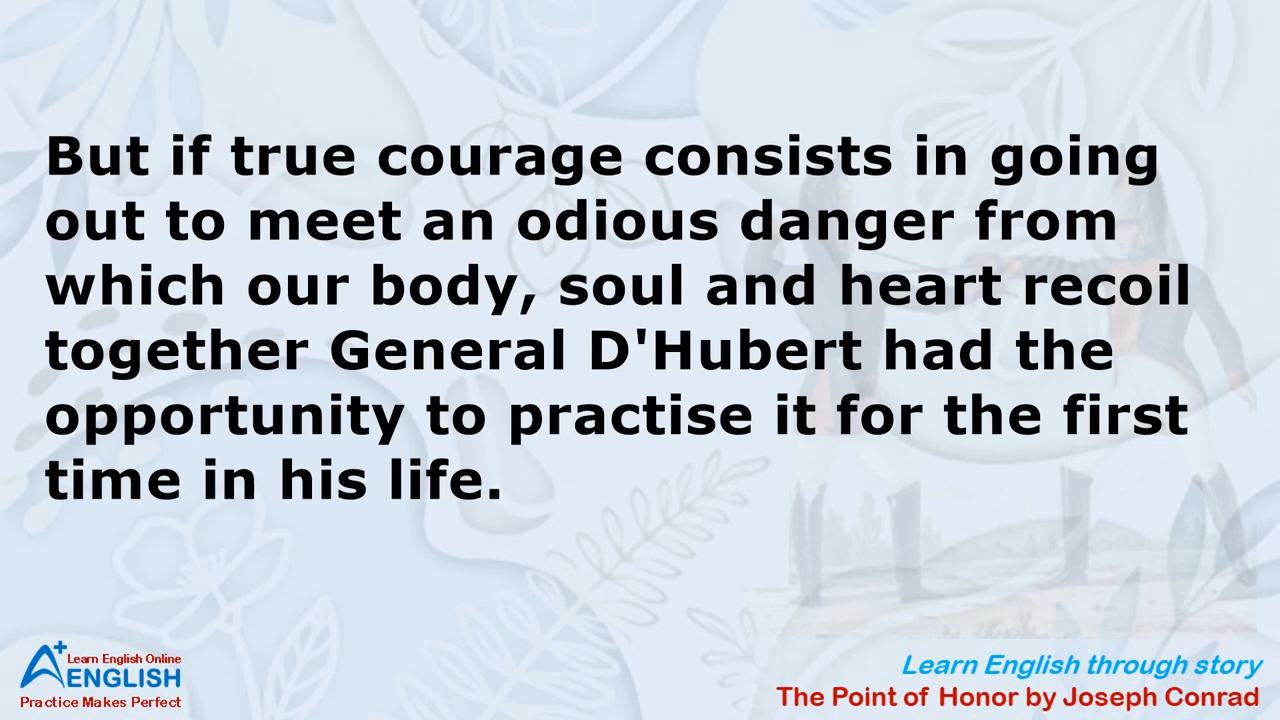 But if true courage consists in going
out to meet an odious danger from
which our body, soul and heart recoil
together General D'Hubert had the
opportunity to practise it for the first
time in his life.
A+ Learn English Online
ENGLISH
Practice Makes Perfect
Learn English through story
The Point of Honor by Joseph Conrad